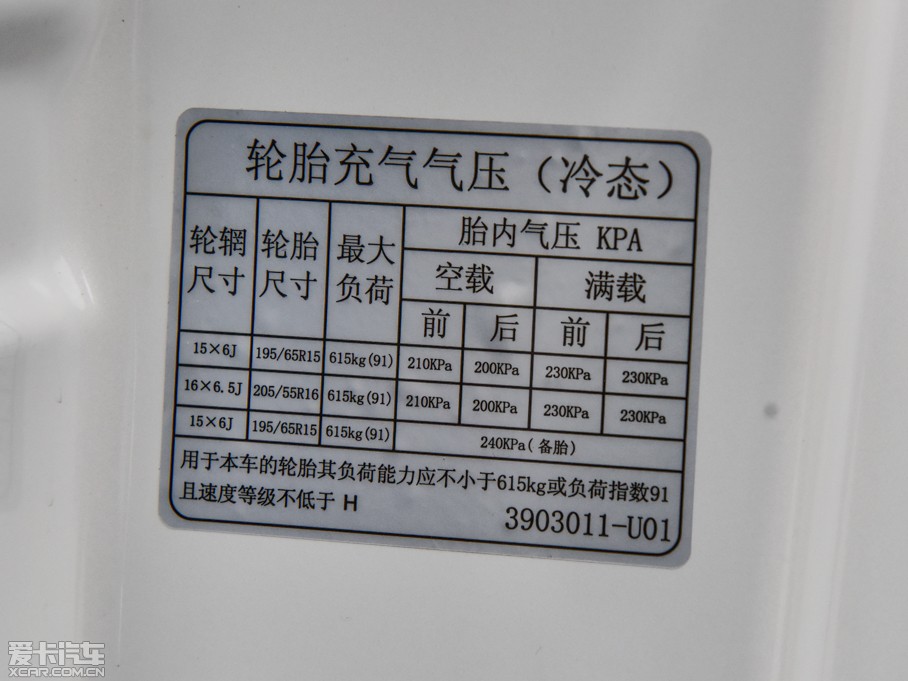 轮胎充气气压（冷态）
轮辋尺寸 轮胎尺寸 最大负荷 胎内气压 KPA
空载 满载
前 后 前 后
15×6J 195/65R15 615kg(91) 210KPa 200KPa 230KPa 230KPa
16×6.5J 205/55R16 615kg(91) 210KPa 200KPa 230KPa 230KPa
15×6J 195/65R15 615kg(91) 240KPa(备胎)
用于本车的轮胎其负荷能力应不小于615kg或负荷指数91
且速度等级不低于 H
3903011-U01
爱卡汽车
XCAR.COM.CN